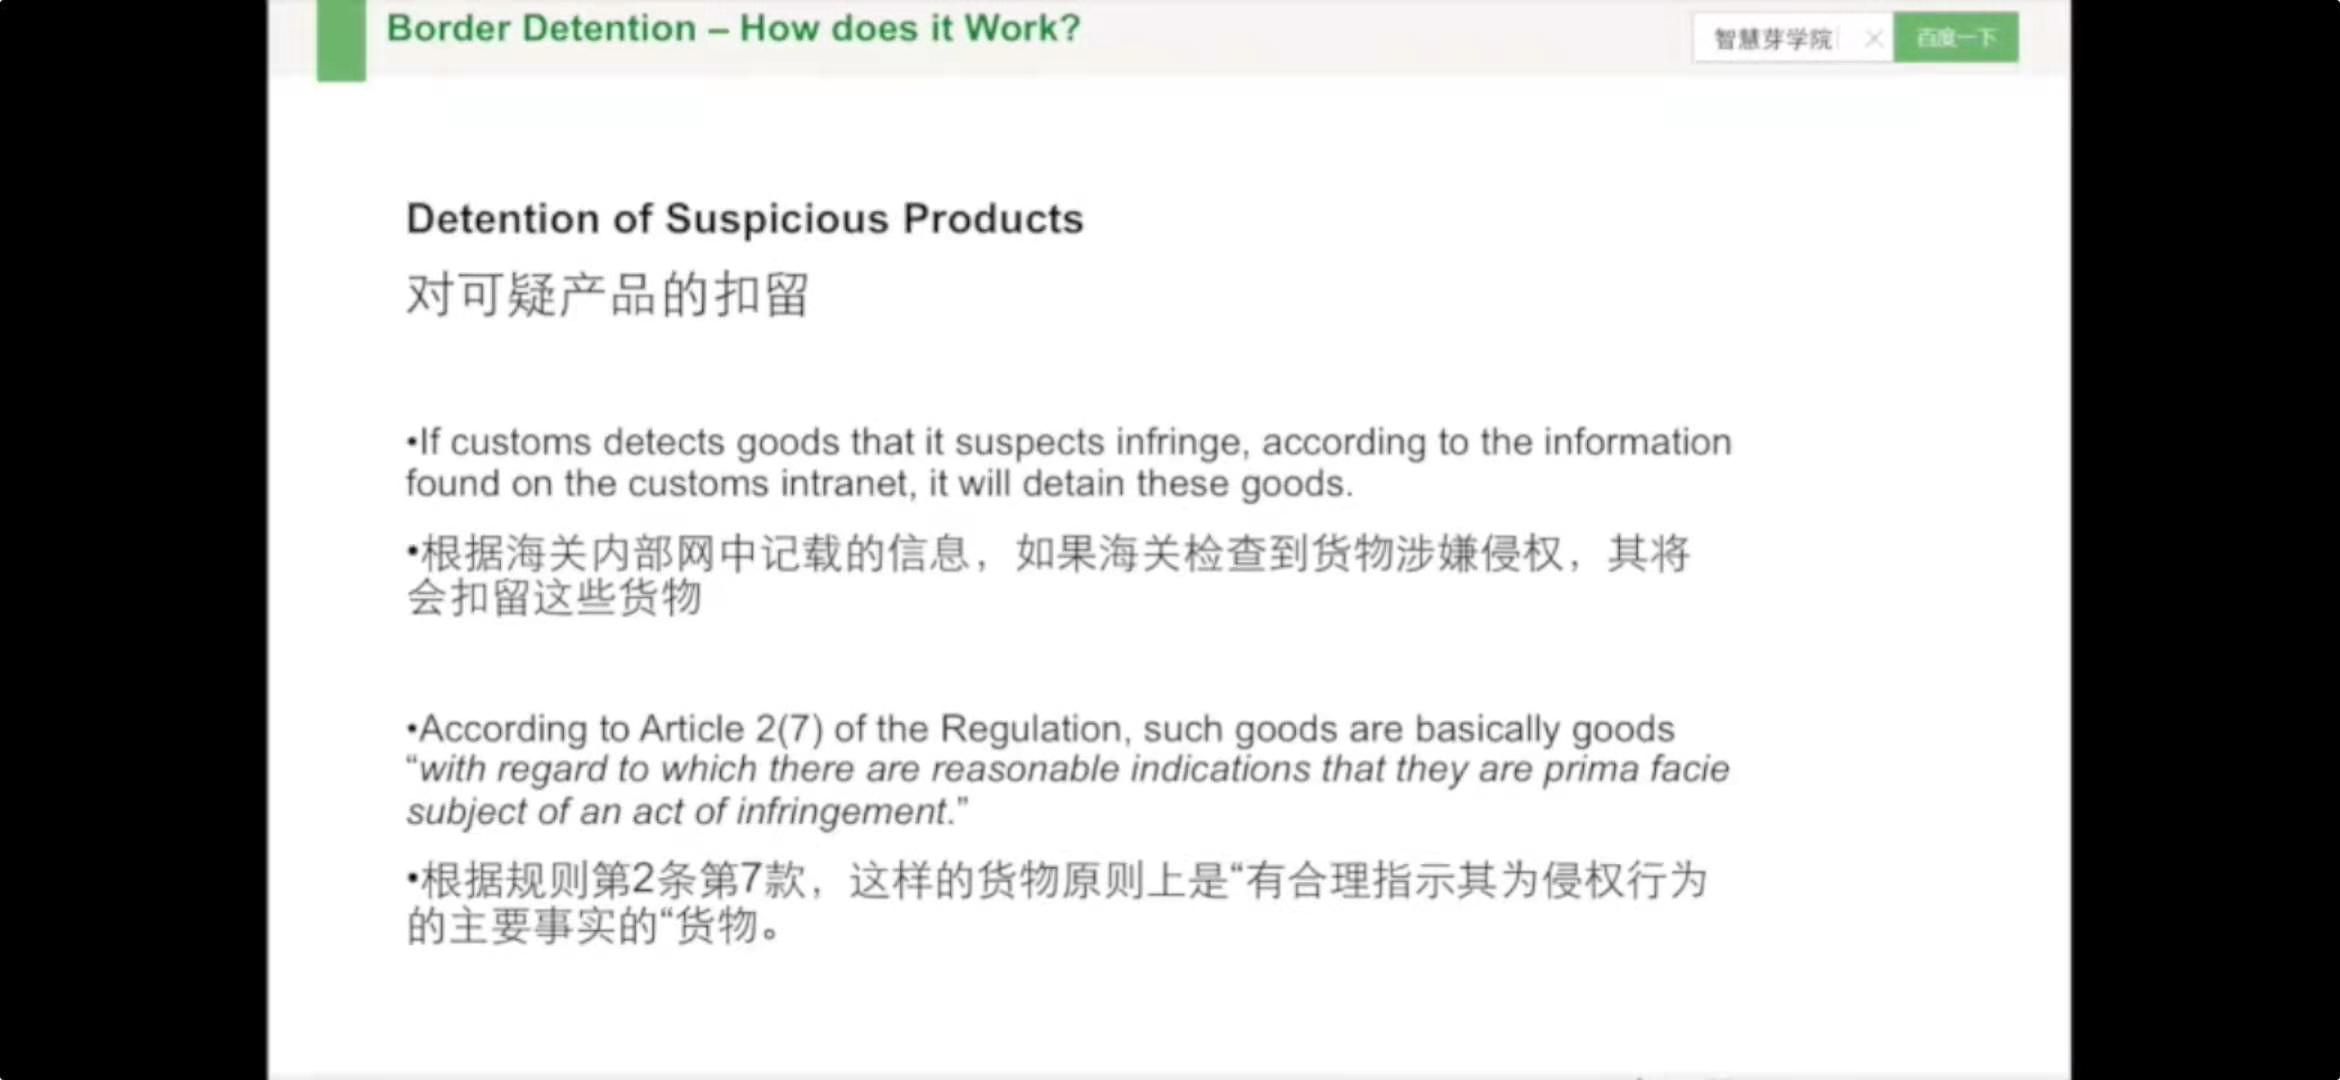 Border Detention – How does it Work?
智慧芽学院
百度一下
Detention of Suspicious Products
对可疑产品的扣留
•If customs detects goods that it suspects infringe, according to the information
found on the customs intranet, it will detain these goods.
•根据海关内部网中记载的信息，如果海关检查到货物涉嫌侵权，其将
会扣留这些货物
•According to Article 2(7) of the Regulation, such goods are basically goods
“with regard to which there are reasonable indications that they are prima facie
subject of an act of infringement.”
•根据规则第2条第7款，这样的货物原则上是“有合理指示其为侵权行为
的主要事实的“货物。